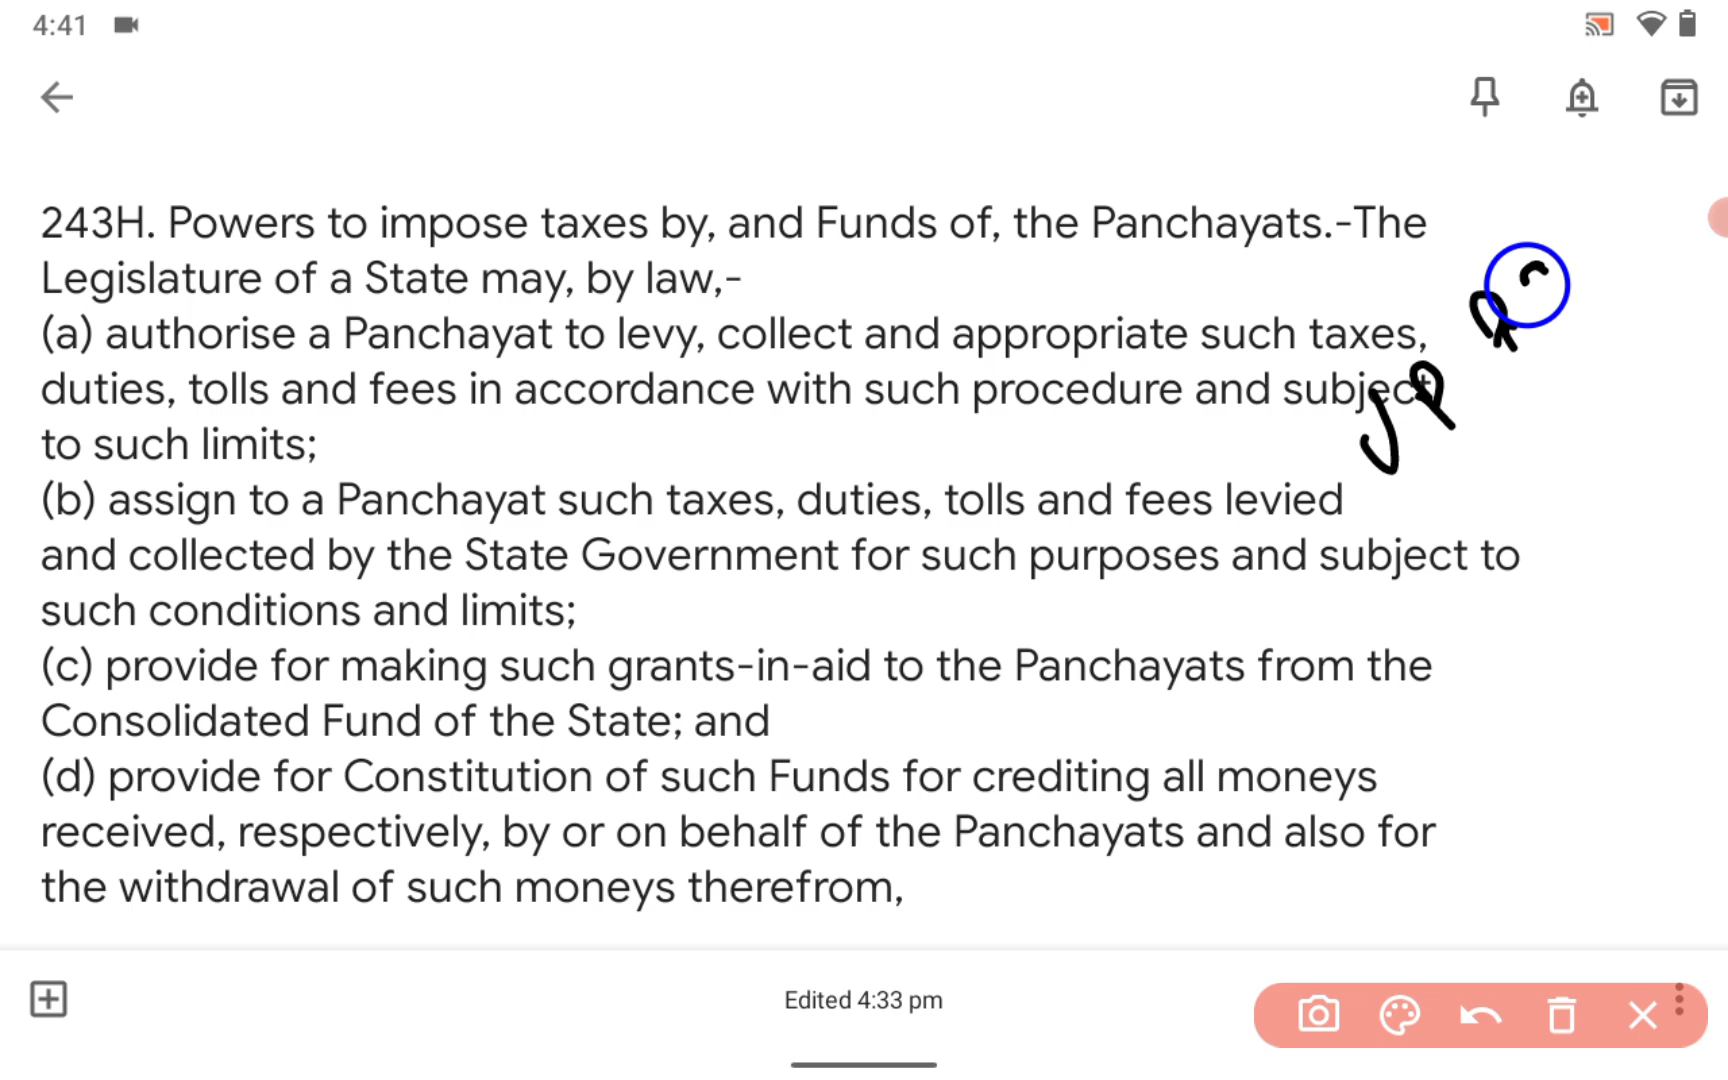 4:41
243H. Powers to impose taxes by, and Funds of, the Panchayats.-The
Legislature of a State may, by law,-
(a) authorise a Panchayat to levy, collect and appropriate such taxes,
duties, tolls and fees in accordance with such procedure and subject
to such limits;
(b) assign to a Panchayat such taxes, duties, tolls and fees levied
and collected by the State Government for such purposes and subject to
such conditions and limits;
(c) provide for making such grants-in-aid to the Panchayats from the
Consolidated Fund of the State; and
(d) provide for Constitution of such Funds for crediting all moneys
received, respectively, by or on behalf of the Panchayats and also for
the withdrawal of such moneys therefrom,
Edited 4:33 pm